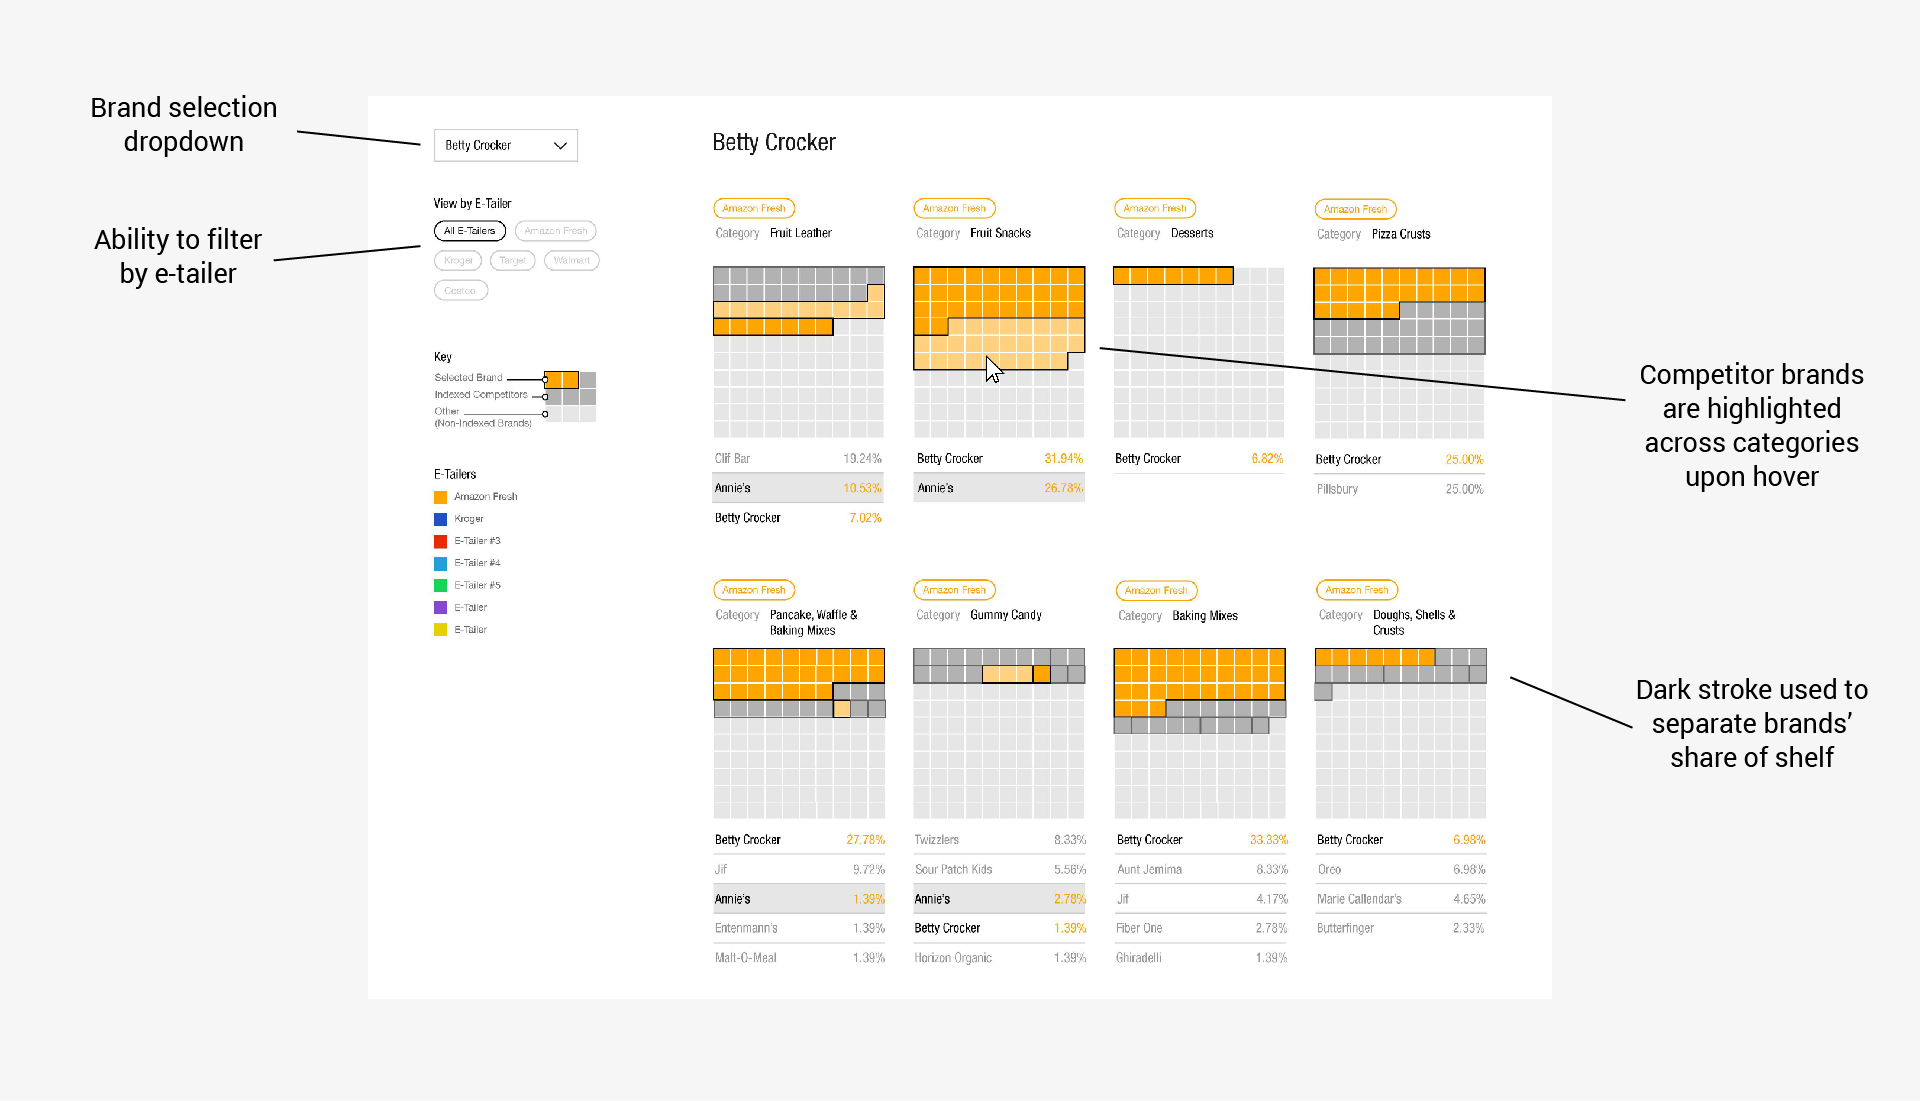 Brand selection
dropdown
Ability to filter
by e-tailer
Betty Crocker
View by E-Tailer
All E-Tailers
Amazon Fresh
Kroger
Target
Walmart
Costco
Key
Selected Brand
Indexed Competitors
Other
(Non-Indexed Brands)
E-Tailers
Amazon Fresh
Kroger
E-Tailer #3
E-Tailer #4
E-Tailer #5
E-Tailer
E-Tailer
Betty Crocker
Amazon Fresh
Category Fruit Leather
Clif Bar 19.24%
Annie's 10.53%
Betty Crocker 7.02%
Amazon Fresh
Category Fruit Snacks
Betty Crocker 31.94%
Annie's 26.78%
Amazon Fresh
Category Desserts
Betty Crocker 6.82%
Amazon Fresh
Category Pizza Crusts
Betty Crocker 25.00%
Pillsbury 25.00%
Amazon Fresh
Category Pancake, Waffle &
Baking Mixes
Betty Crocker 27.78%
Jif 9.72%
Annie's 1.39%
Entenmann's 1.39%
Malt-O-Meal 1.39%
Amazon Fresh
Category Gummy Candy
Twizzlers 8.33%
Sour Patch Kids 5.56%
Annie's 2.78%
Betty Crocker 1.39%
Horizon Organic 1.39%
Amazon Fresh
Category Baking Mixes
Betty Crocker 33.33%
Aunt Jemima 8.33%
Jif 4.17%
Fiber One 2.78%
Ghiradelli 1.39%
Amazon Fresh
Category Doughs, Shells &
Crusts
Betty Crocker 6.98%
Oreo 6.98%
Marie Callendar's 4.65%
Butterfinger 2.33%
Competitor brands
are highlighted
across categories
upon hover
Dark stroke used to
separate brands’
share of shelf